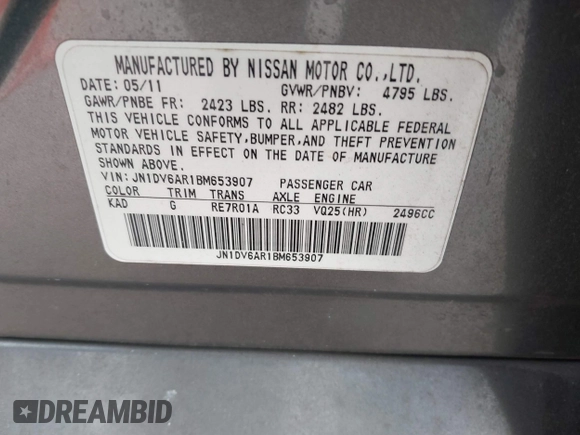 MANUFACTURED BY NISSAN MOTOR CO.,LTD.
DATE: 05/11 GVWR/PNBV: 4795 LBS.
GAWR/PNBE FR: 2423 LBS. RR: 2482 LBS.
THIS VEHICLE CONFORMS TO ALL APPLICABLE FEDERAL
MOTOR VEHICLE SAFETY,BUMPER,AND THEFT PREVENTION
STANDARDS IN EFFECT ON THE DATE OF MANUFACTURE
SHOWN ABOVE.
VIN: JN1DV6AR1BM653907 PASSENGER CAR
COLOR TRIM TRANS AXLE ENGINE
KAD G RE7R01A RC33 VQ25(HR) 2496CC
JN1DV6AR1BM653907
DREAMBID